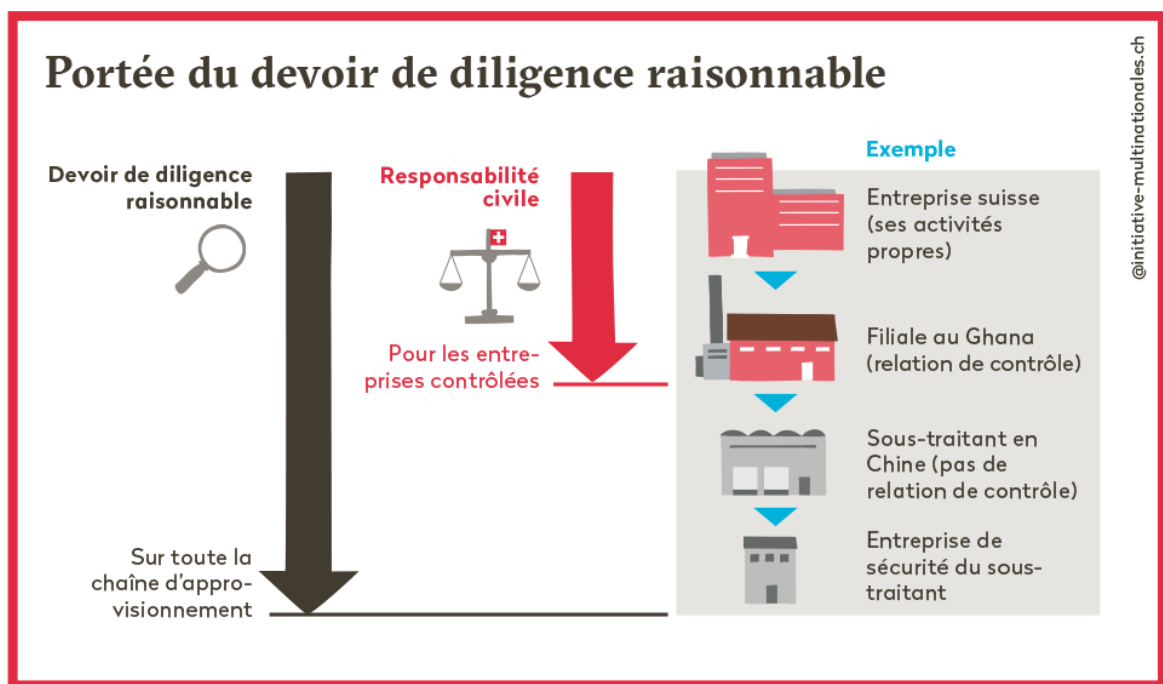 Portée du devoir de diligence raisonnable
@initiative-multinationales.ch
Devoir de diligence
raisonnable
Sur toute la
chaîne d’appro-
visionnement
Responsabilité
civile
Pour les entre-
prises contrôlées
Exemple
Entreprise suisse
(ses activités
propres)
Filiale au Ghana
(relation de contrôle)
Sous-traitant en
Chine (pas de
relation de contrôle)
Entreprise de
sécurité du sous-
traitant